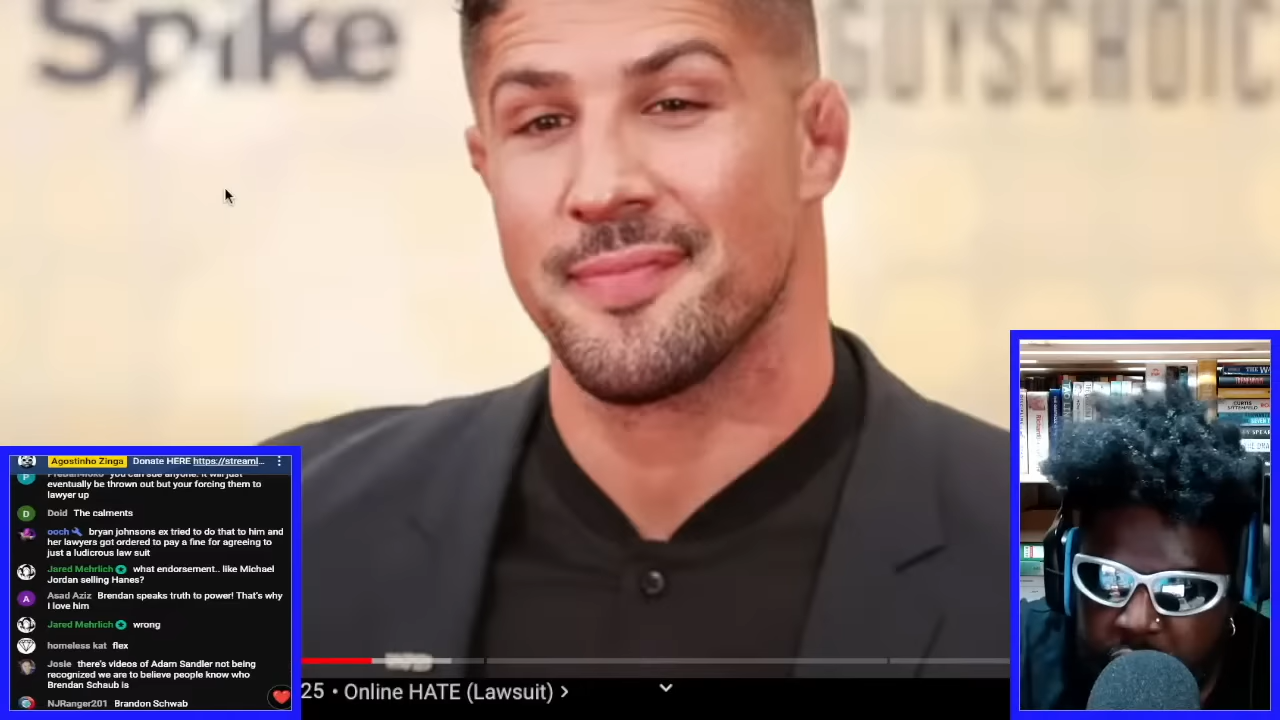 Spike
GUYSCHOIC
Agostinho Zinga Donate HERE https://streaml...
eventually be thrown out but your forcing them to
lawyer up
Doid The calments
ooch bryan johnsons ex tried to do that to him and
her lawyers got ordered to pay a fine for agreeing to
just a ludicrous law suit
Jared Mehrlich what endorsement.. like Michael
Jordan selling Hanes?
Asad Aziz Brendan speaks truth to power! That's why
I love him
Jared Mehrlich wrong
homeless kat flex
Josie there's videos of Adam Sandler not being
recognized we are to believe people know who
Brendan Schaub is
NJRanger201 Brandon Schwab
25 • Online HATE (Lawsuit) >
TAO LIN
CURTIS
SITTENFELD